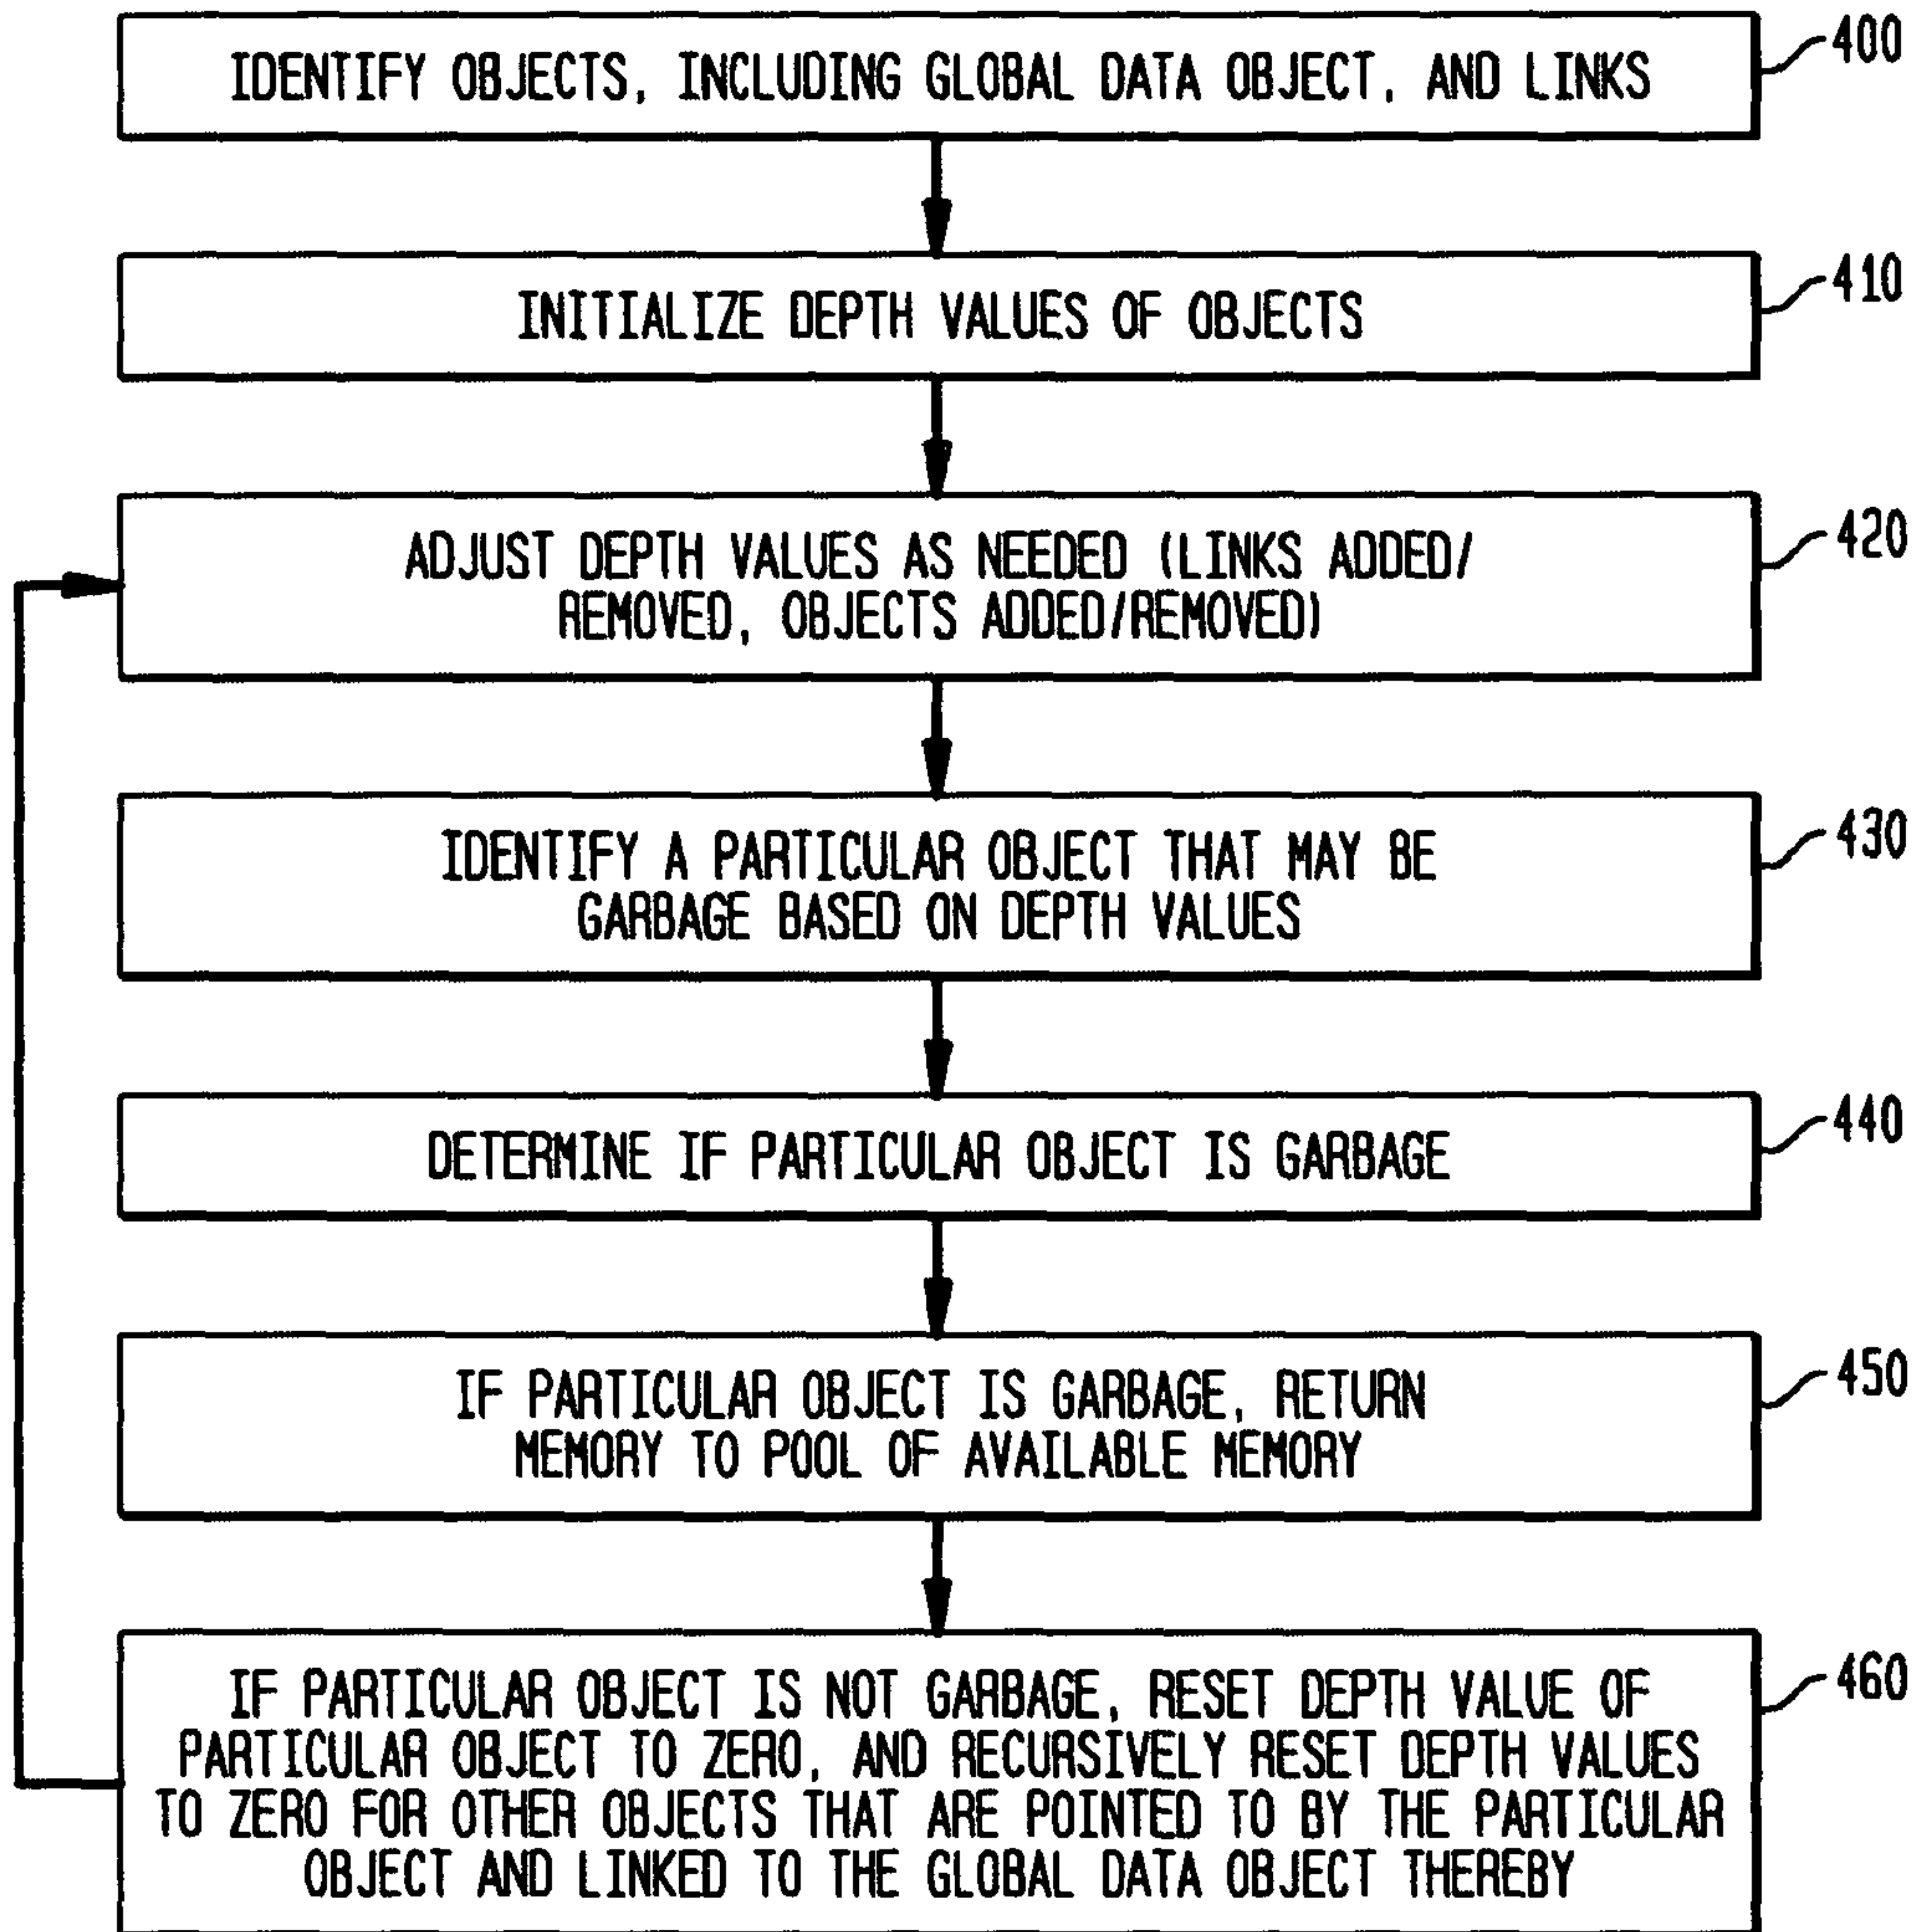 IDENTIFY OBJECTS, INCLUDING GLOBAL DATA OBJECT, AND LINKS
400
INITIALIZE DEPTH VALUES OF OBJECTS
410
ADJUST DEPTH VALUES AS NEEDED (LINKS ADDED/
REMOVED, OBJECTS ADDED/REMOVED)
420
IDENTIFY A PARTICULAR OBJECT THAT MAY BE
GARBAGE BASED ON DEPTH VALUES
430
DETERMINE IF PARTICULAR OBJECT IS GARBAGE
440
IF PARTICULAR OBJECT IS GARBAGE, RETURN
MEMORY TO POOL OF AVAILABLE MEMORY
450
IF PARTICULAR OBJECT IS NOT GARBAGE, RESET DEPTH VALUE OF
PARTICULAR OBJECT TO ZERO, AND RECURSIVELY RESET DEPTH VALUES
TO ZERO FOR OTHER OBJECTS THAT ARE POINTED TO BY THE PARTICULAR
OBJECT AND LINKED TO THE GLOBAL DATA OBJECT THEREBY
460